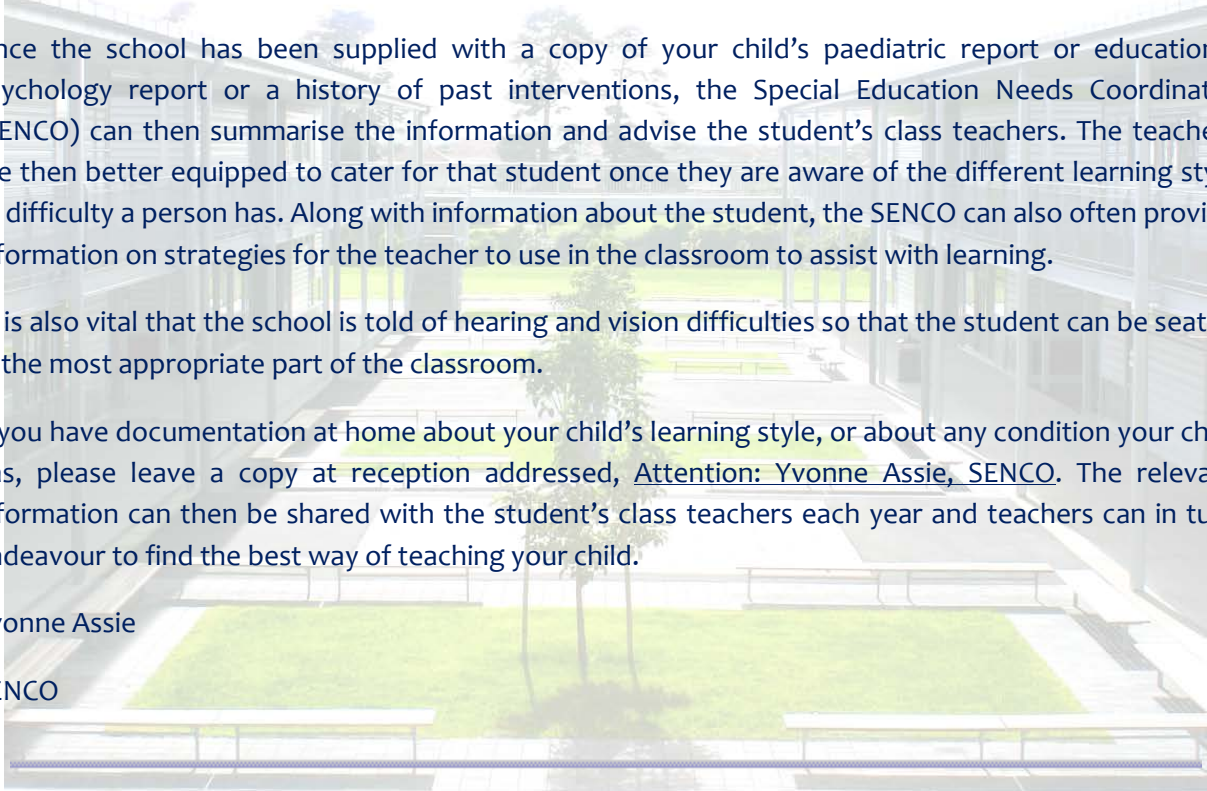 nce the school has been supplied with a copy of your child's paediatric report or education
ychology report or a history of past interventions, the Special Education Needs Coordinat
ENCO) can then summarise the information and advise the student's class teachers. The teache
e then better equipped to cater for that student once they are aware of the different learning sty
difficulty a person has. Along with information about the student, the SENCO can also often provi
formation on strategies for the teacher to use in the classroom to assist with learning.
is also vital that the school is told of hearing and vision difficulties so that the student can be seat
the most appropriate part of the classroom.
you have documentation at home about your child's learning style, or about any condition your ch
s, please leave a copy at reception addressed, Attention: Yvonne Assie, SENCO. The releva
formation can then be shared with the student's class teachers each year and teachers can in tu
deavour to find the best way of teaching your child.
vonne Assie
ENCO